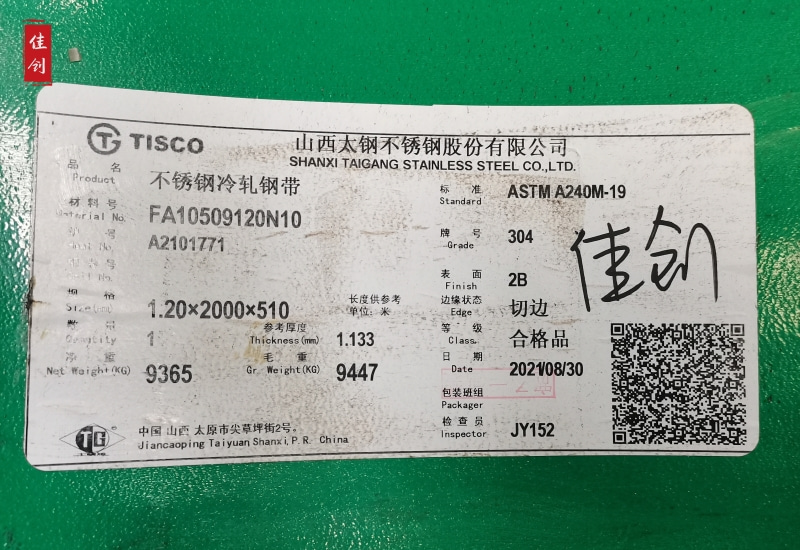 佳创
TISCO
山西太钢不锈钢股份有限公司
SHANXI TAIGANG STAINLESS STEEL CO.,LTD.
品 名 不锈钢冷轧钢带
Product
标 准 ASTM A240M-19
Standard
材 料 号 FA10509120N10
Material No.
A2101771
牌 号 304
Grade
佳创
表 面 2B
Finish
规 格 1.20×2000×510
长度供参考
单位: 米
边缘状态 切边
Edge
数 量 1
Quantity
参考厚度 1.133
Thickness(mm)
等 级 合格品
Class
净 重 9365
Net Weight(KG)
毛 重 9447
Gr. Weight(KG)
日 期 2021/08/30
Date
包装班组
Packager
检 查 员 JY152
Inspector
TG
中国 山西 太原市尖草坪街2号。
Jiancaoping Taiyuan Shanxi, P.R. China